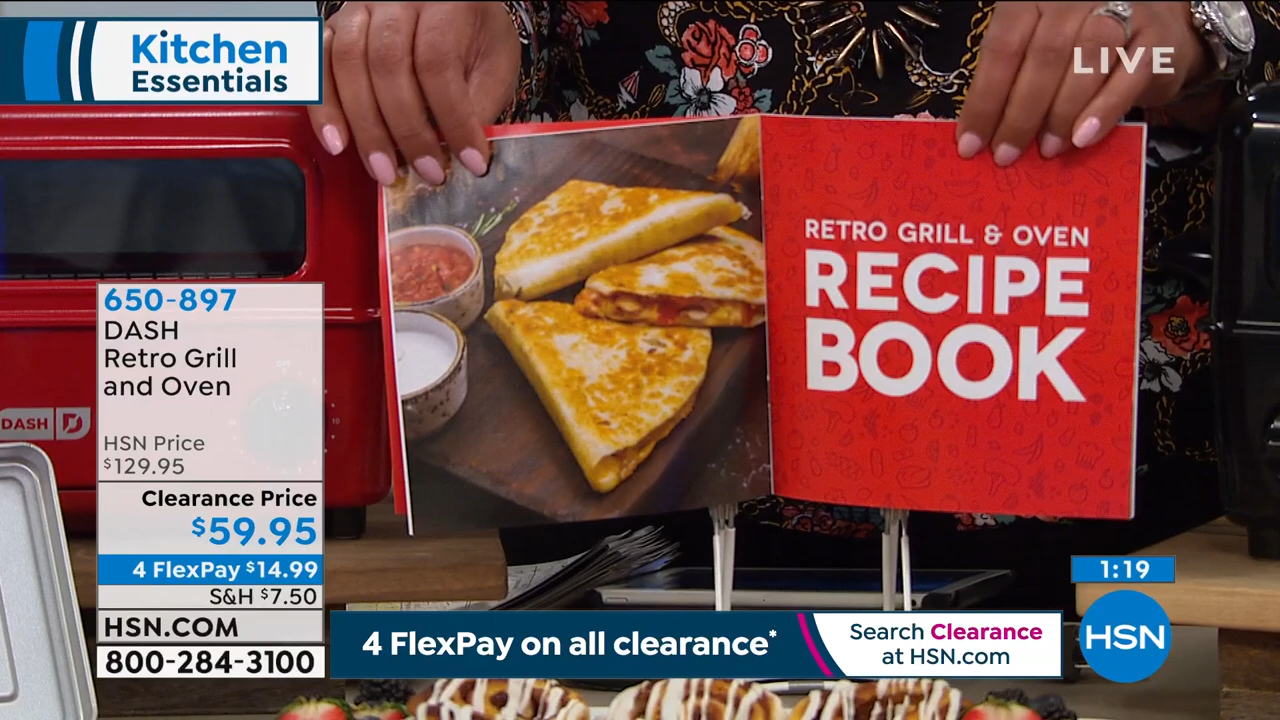 Kitchen
Essentials
LIVE
RETRO GRILL & OVEN
RECIPE
BOOK
650-897
DASH
Retro Grill
and Oven
HSN Price
$129.95
Clearance Price
$59.95
4 FlexPay $14.99
S&H $7.50
HSN.COM
800-284-3100
DASH D
10
4 FlexPay on all clearance*
Search Clearance
at HSN.com
1:19
HSN